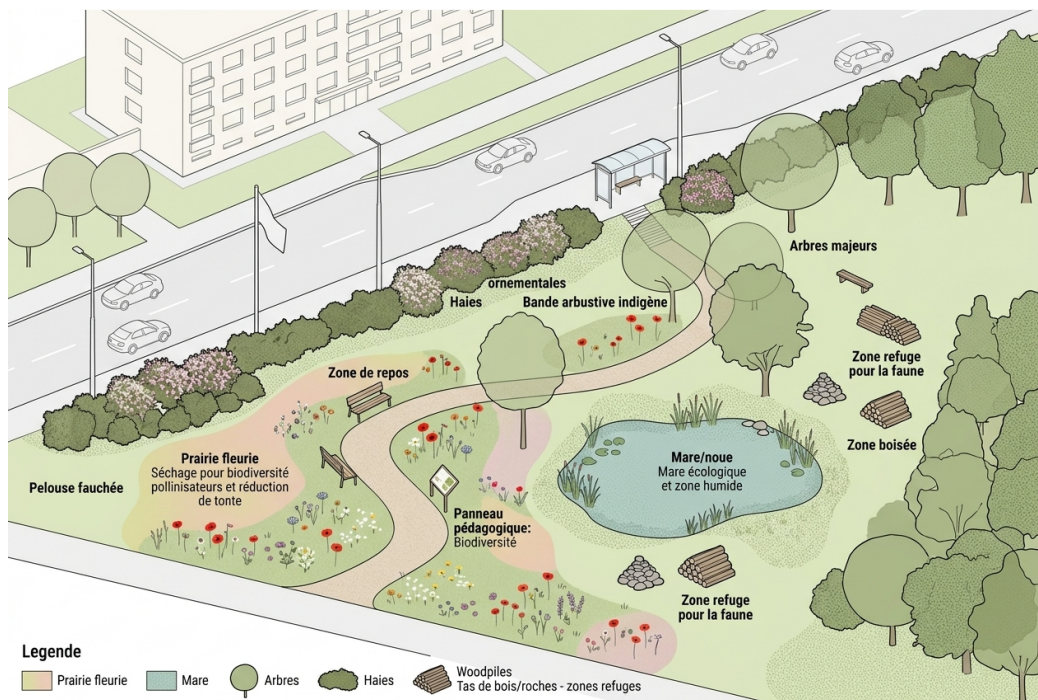 Arbres majeurs
ornementales
Haies
Bande arbustive indigène
Zone refuge
pour la faune
Zone de repos
Zone boisée
Prairie fleurie
Séchage pour biodiversité
pollinisateurs et réduction
de tonte
Mare/noue
Mare écologique
et zone humide
Pelouse fauchée
Panneau
pédagogique:
Biodiversité
Zone refuge
pour la faune
Legende
Prairie fleurie
Mare
Arbres
Haies
Woodpiles
Tas de bois/roches - zones refuges